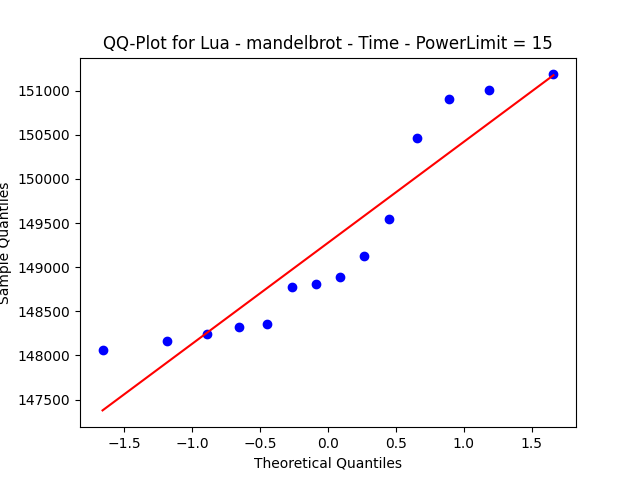 QQ-Plot for Lua - mandelbrot - Time - PowerLimit = 15
151000
150500
150000
149500
149000
148500
148000
147500
Sample Quantiles
−1.5 −1.0 −0.5 0.0 0.5 1.0 1.5
Theoretical Quantiles